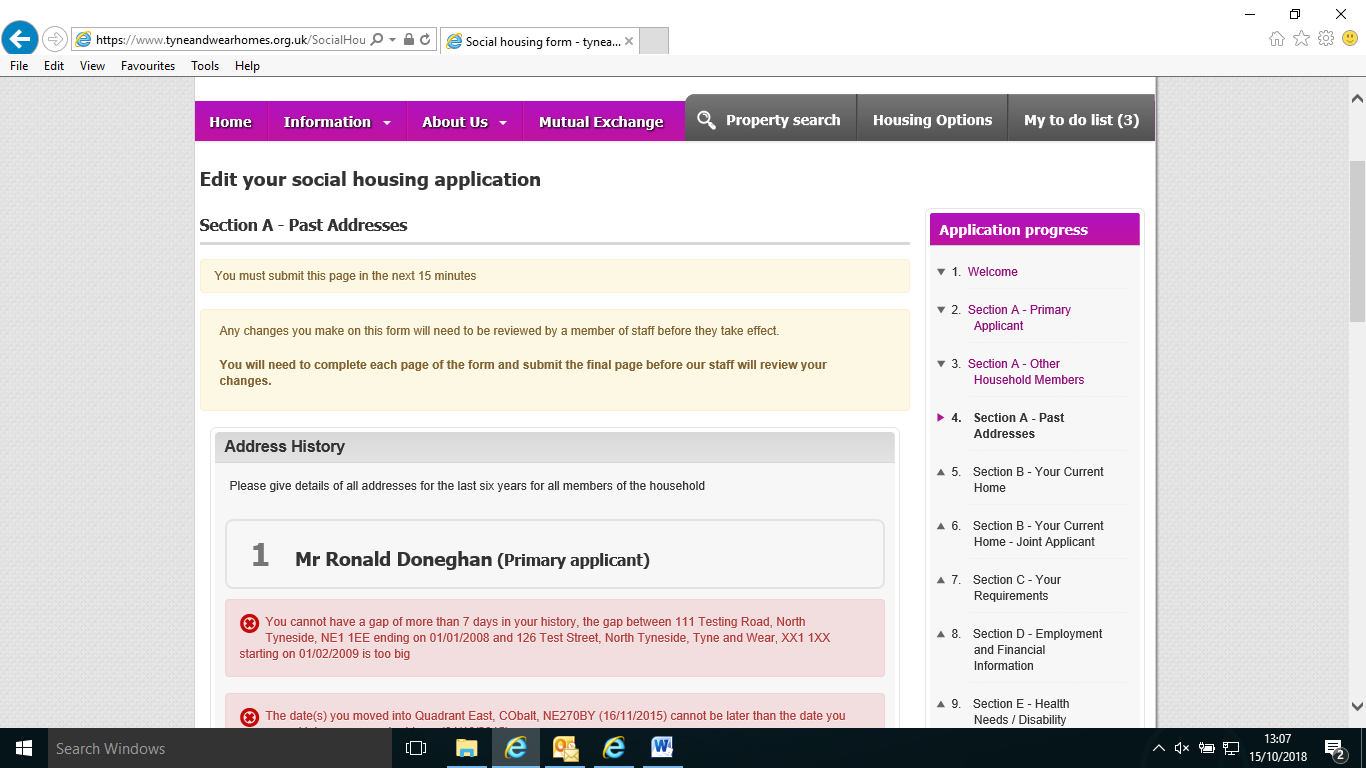 https://www.tyneandwearhomes.org.uk/SocialHou
Social housing form - tynea...
File Edit View Favourites Tools Help
Home Information About Us Mutual Exchange Property search Housing Options My to do list (3)
Edit your social housing application
Section A - Past Addresses
You must submit this page in the next 15 minutes
Any changes you make on this form will need to be reviewed by a member of staff before they take effect.
You will need to complete each page of the form and submit the final page before our staff will review your
changes.
Address History
Please give details of all addresses for the last six years for all members of the household
1 Mr Ronald Doneghan (Primary applicant)
You cannot have a gap of more than 7 days in your history, the gap between 111 Testing Road, North
Tyneside, NE1 1EE ending on 01/01/2008 and 126 Test Street, North Tyneside, Tyne and Wear, XX1 1XX
starting on 01/02/2009 is too big
The date(s) you moved into Quadrant East, CObalt, NE270BY (16/11/2015) cannot be later than the date you
Application progress
1. Welcome
2. Section A - Primary
Applicant
3. Section A - Other
Household Members
4. Section A - Past
Addresses
5. Section B - Your Current
Home
6. Section B - Your Current
Home - Joint Applicant
7. Section C - Your
Requirements
8. Section D - Employment
and Financial
Information
9. Section E - Health
Needs / Disability
Search Windows
13:07
15/10/2018
2